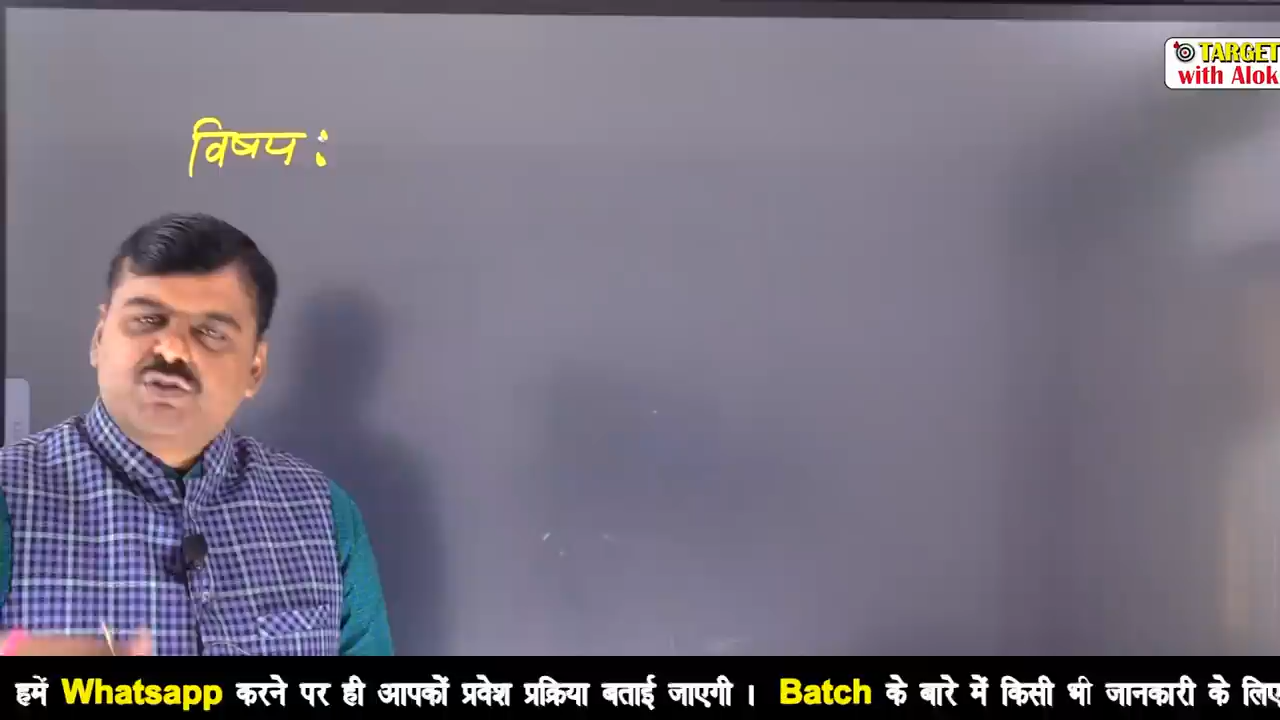 TARGET
with Alok
विषय :
हमें Whatsapp करने पर ही आपकों प्रवेश प्रक्रिया बताई जाएगी । Batch के बारे में किसी भी जानकारी के लिए